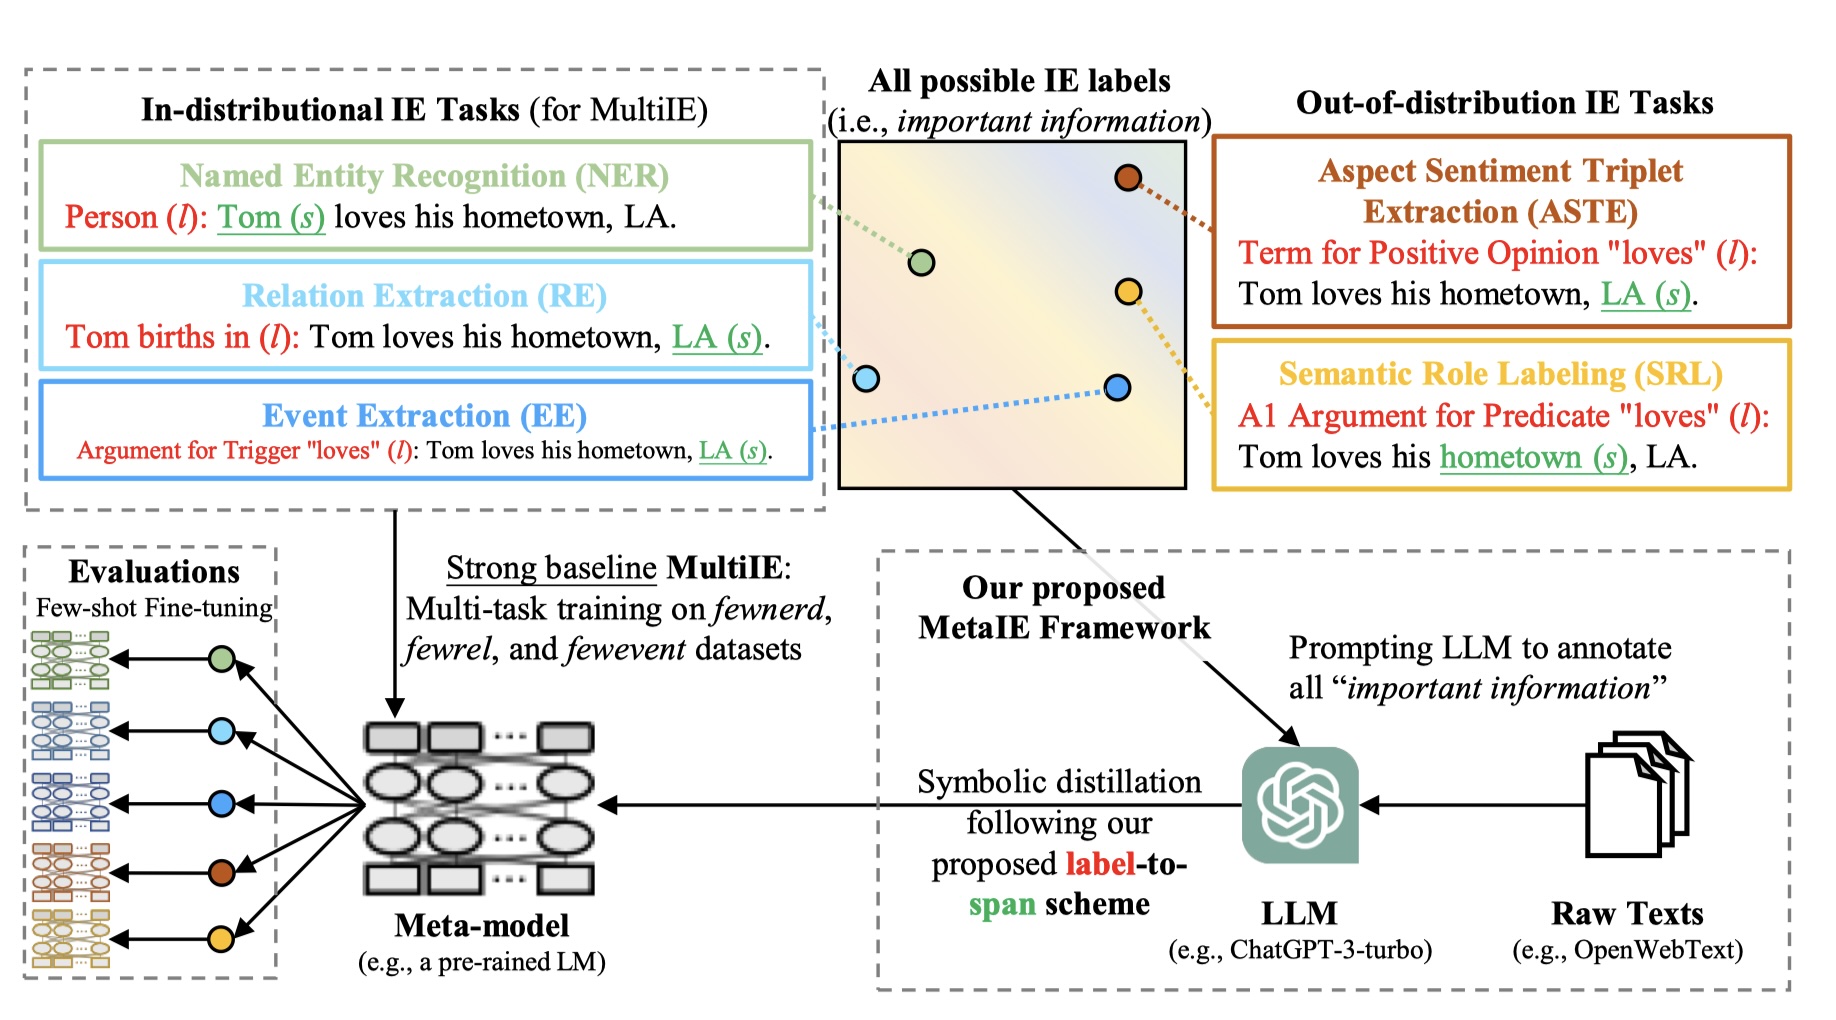 In-distributional IE Tasks (for MultiIE)
Named Entity Recognition (NER)
Person (l): Tom (s) loves his hometown, LA.
Relation Extraction (RE)
Tom births in (l): Tom loves his hometown, LA (s).
Event Extraction (EE)
Argument for Trigger "loves" (l): Tom loves his hometown, LA (s).
All possible IE labels
(i.e., important information)
Out-of-distribution IE Tasks
Aspect Sentiment Triplet
Extraction (ASTE)
Term for Positive Opinion "loves" (l):
Tom loves his hometown, LA (s).
Semantic Role Labeling (SRL)
A1 Argument for Predicate "loves" (l):
Tom loves his hometown (s), LA.
Evaluations
Few-shot Fine-tuning
Strong baseline MultiIE:
Multi-task training on fewnerd,
fewrel, and fewevent datasets
Meta-model
(e.g., a pre-rained LM)
Our proposed
MetaIE Framework
Prompting LLM to annotate
all “important information”
Symbolic distillation
following our
proposed label-to-
span scheme
LLM
(e.g., ChatGPT-3-turbo)
Raw Texts
(e.g., OpenWebText)